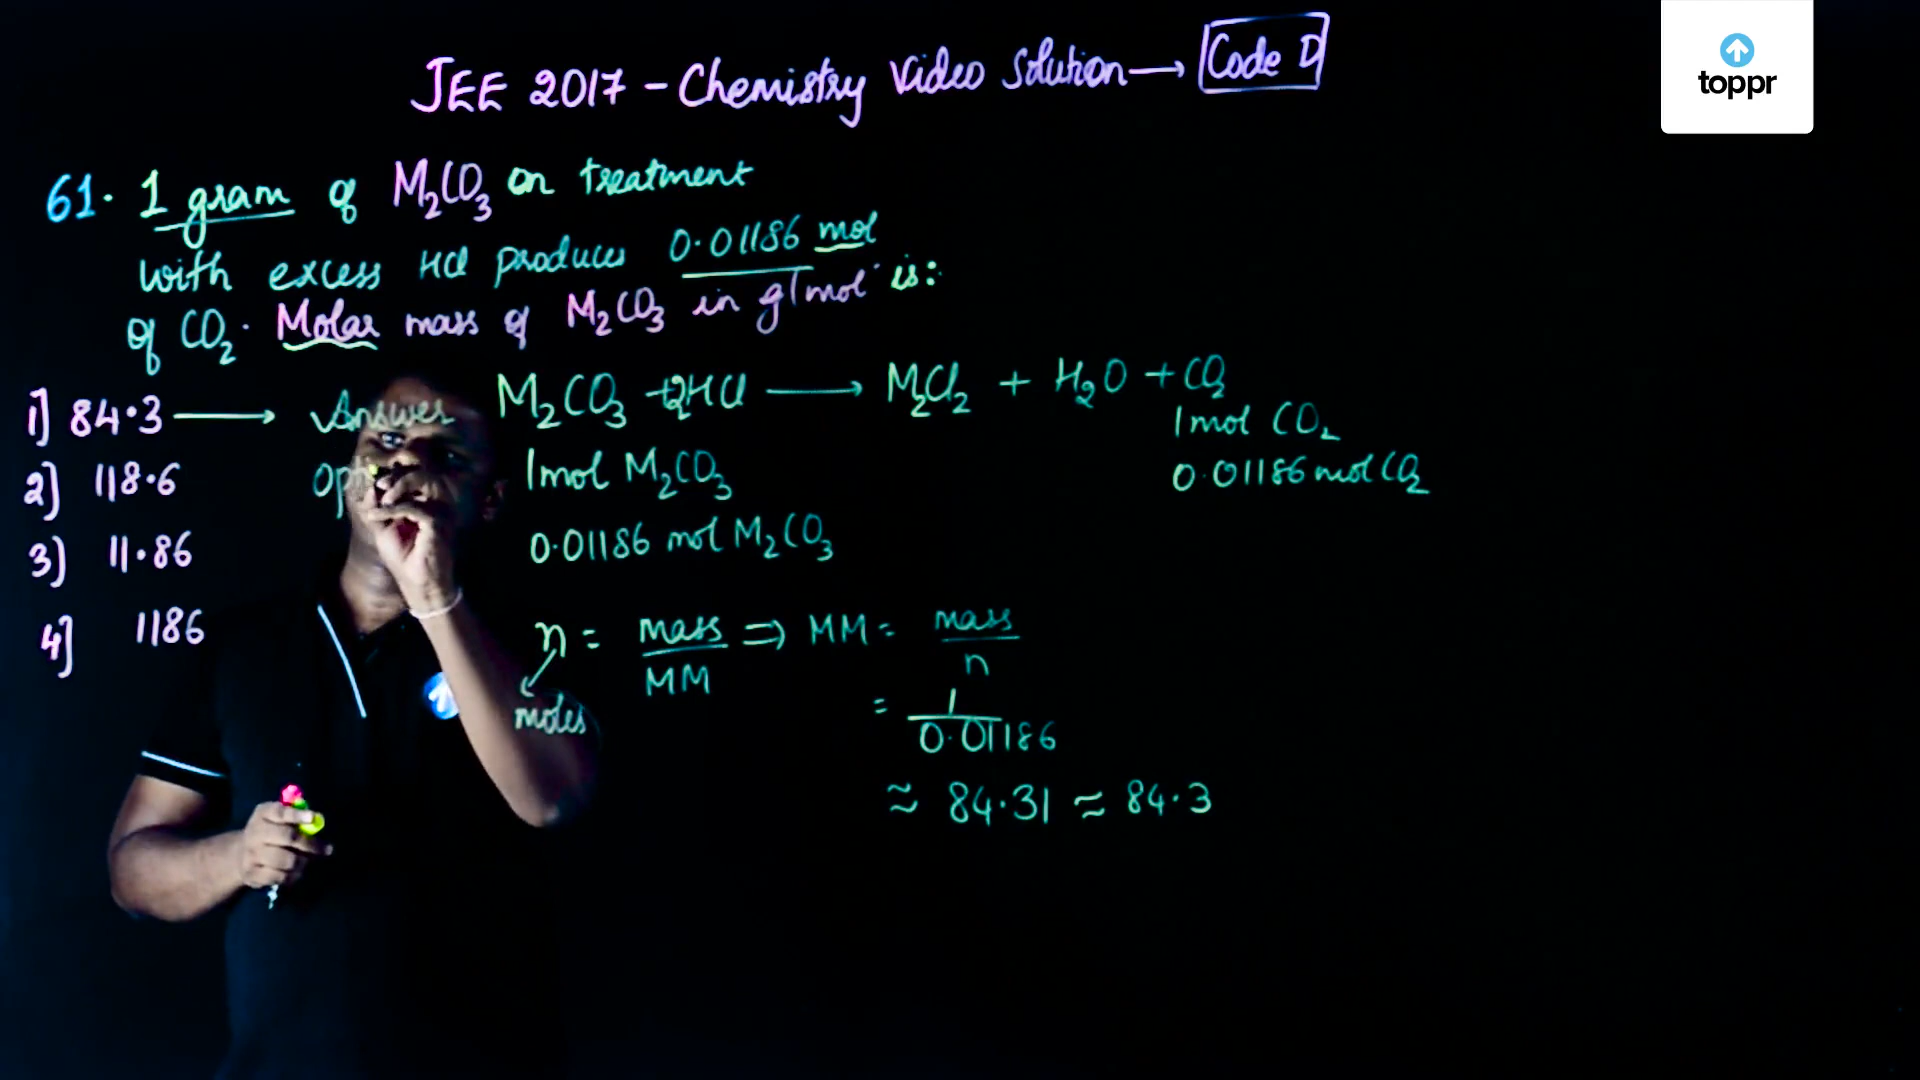 JEE 2017 - Chemistry Video Solution → Code D
toppr
61. 1 gram of M₂CO₃ on treatment
with excess HCl produces 0.01186 mol
of CO₂. Molar mass of M₂CO₃ in g/mol is:
1] 84.3 → Answer
2] 118.6
3] 11.86
4] 1186
M₂CO₃ + 2HCl → M₂Cl₂ + H₂O + CO₂
1mol M₂CO₃ 1mol CO₂
0.01186 mol M₂CO₃ 0.01186 mol CO₂
n = mass/MM ⇒ MM = mass/n
moles
= 1/0.01186
≈ 84.31 ≈ 84.3